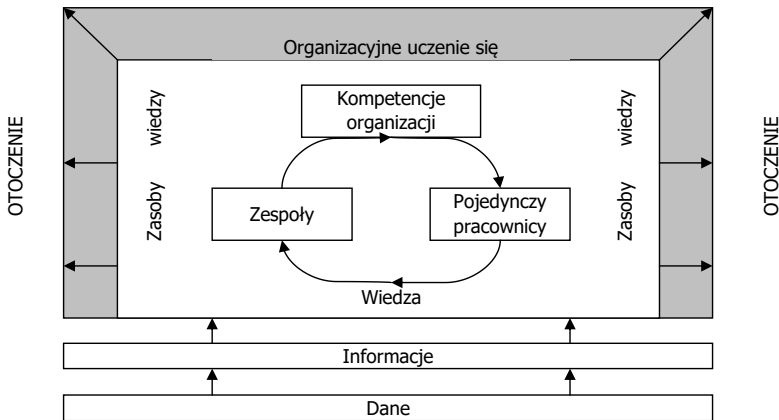 Organizacyjne uczenie się
OTOCZENIE
Zasoby wiedzy
Kompetencje
organizacji
Zespoły
Pojedynczy
pracownicy
Wiedza
Zasoby wiedzy
OTOCZENIE
Informacje
Dane